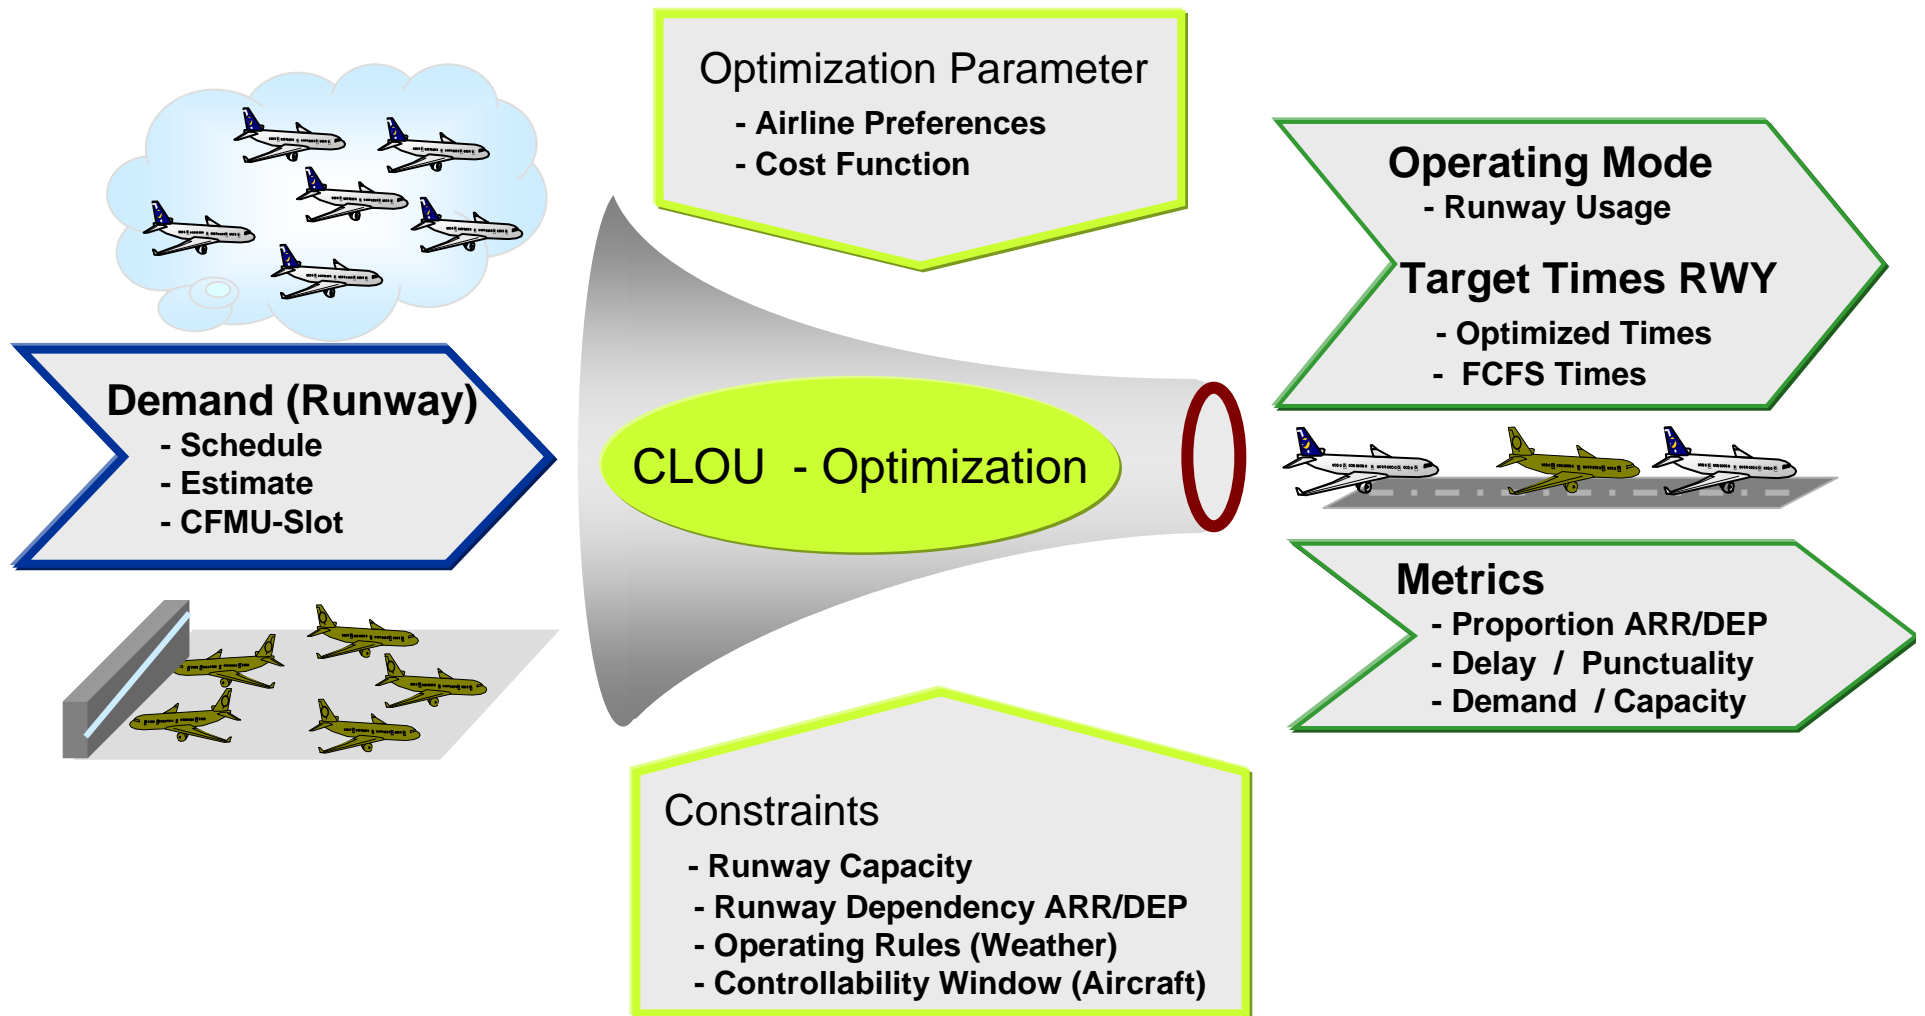 Optimization Parameter
- Airline Preferences
- Cost Function
Demand (Runway)
- Schedule
- Estimate
- CFMU-Slot
CLOU - Optimization
Operating Mode
- Runway Usage
Target Times RWY
- Optimized Times
- FCFS Times
Metrics
- Proportion ARR/DEP
- Delay / Punctuality
- Demand / Capacity
Constraints
- Runway Capacity
- Runway Dependency ARR/DEP
- Operating Rules (Weather)
- Controllability Window (Aircraft)